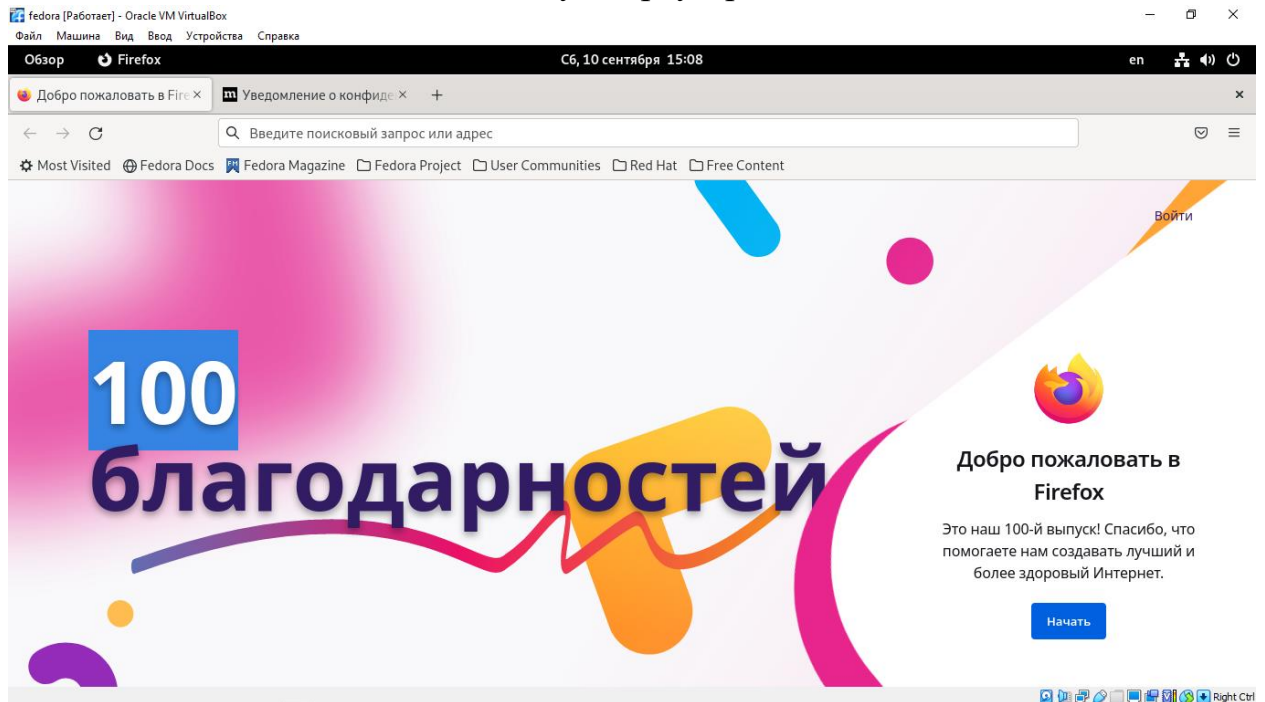 fedora [Работает] - Oracle VM VirtualBox
Файл Машина Вид Ввод Устройства Справка
Обзор Firefox Сб, 10 сентября 15:08 en
Добро пожаловать в Fire × m Уведомление о конфиде × + ×
Введите поисковый запрос или адрес
Most Visited Fedora Docs Fedora Magazine Fedora Project User Communities Red Hat Free Content
Войти
100
благодарностей
Добро пожаловать в
Firefox
Это наш 100-й выпуск! Спасибо, что
помогаете нам создавать лучший и
более здоровый Интернет.
Начать
Right Ctrl